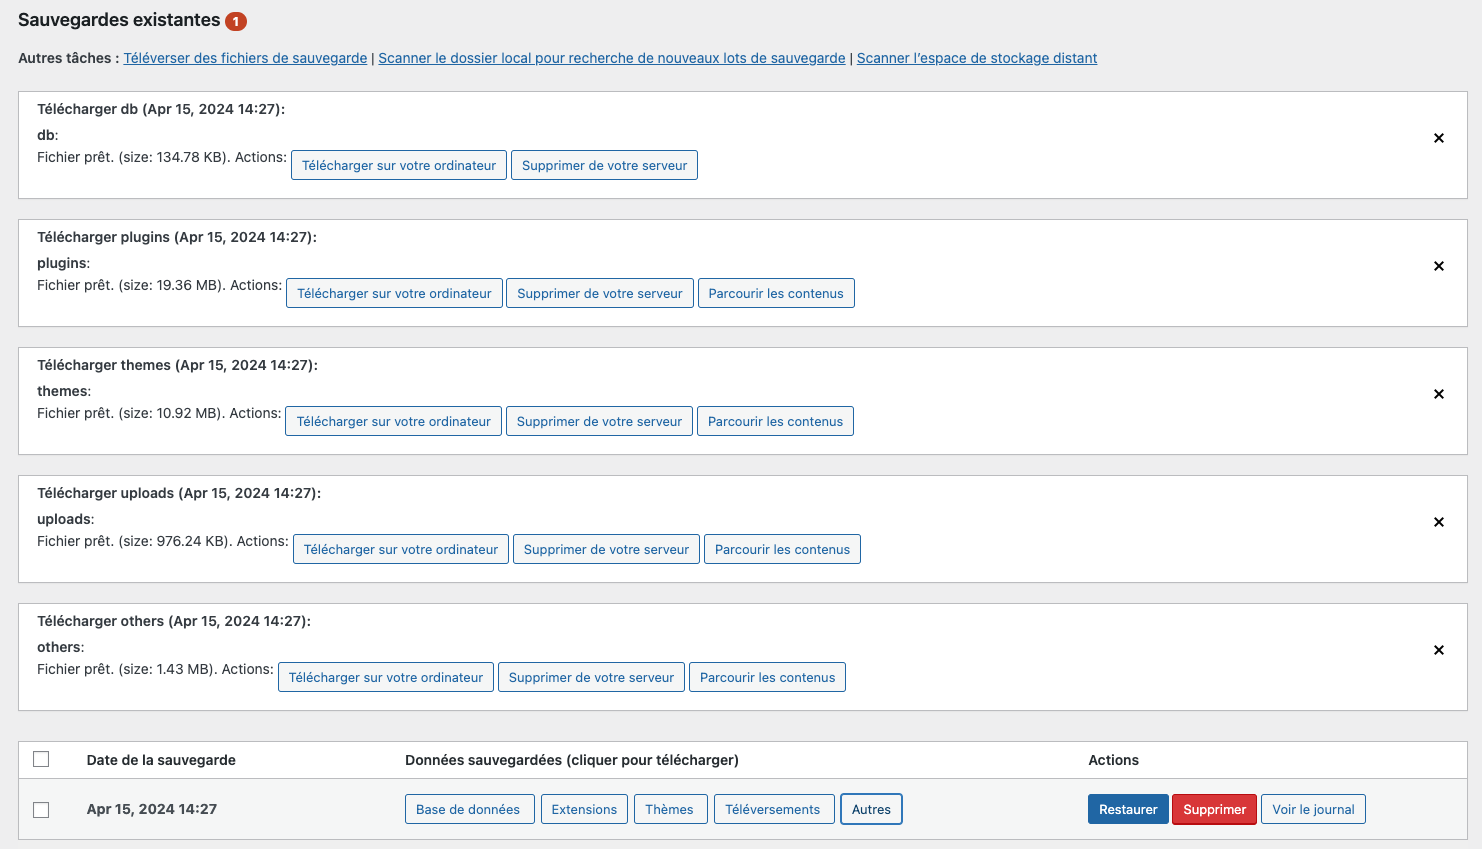 Sauvegardes existantes 1
Autres tâches : Téléverser des fichiers de sauvegarde | Scanner le dossier local pour recherche de nouveaux lots de sauvegarde | Scanner l’espace de stockage distant
Télécharger db (Apr 15, 2024 14:27):
db:
Fichier prêt. (size: 134.78 KB). Actions: Télécharger sur votre ordinateur Supprimer de votre serveur
Télécharger plugins (Apr 15, 2024 14:27):
plugins:
Fichier prêt. (size: 19.36 MB). Actions: Télécharger sur votre ordinateur Supprimer de votre serveur Parcourir les contenus
Télécharger themes (Apr 15, 2024 14:27):
themes:
Fichier prêt. (size: 10.92 MB). Actions: Télécharger sur votre ordinateur Supprimer de votre serveur Parcourir les contenus
Télécharger uploads (Apr 15, 2024 14:27):
uploads:
Fichier prêt. (size: 976.24 KB). Actions: Télécharger sur votre ordinateur Supprimer de votre serveur Parcourir les contenus
Télécharger others (Apr 15, 2024 14:27):
others:
Fichier prêt. (size: 1.43 MB). Actions: Télécharger sur votre ordinateur Supprimer de votre serveur Parcourir les contenus
Date de la sauvegarde Données sauvegardées (cliquer pour télécharger) Actions
Apr 15, 2024 14:27 Base de données Extensions Thèmes Téléversements Autres Restaurer Supprimer Voir le journal